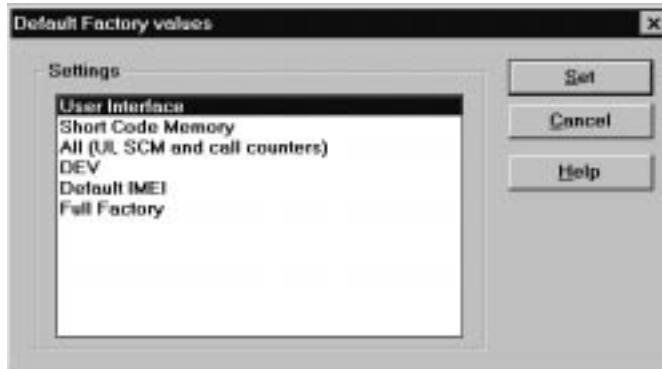 Default Factory values
Settings
User Interface
Short Code Memory
All (UI, SCM and call counters)
DEV
Default IMEI
Full Factory
Set
Cancel
Help